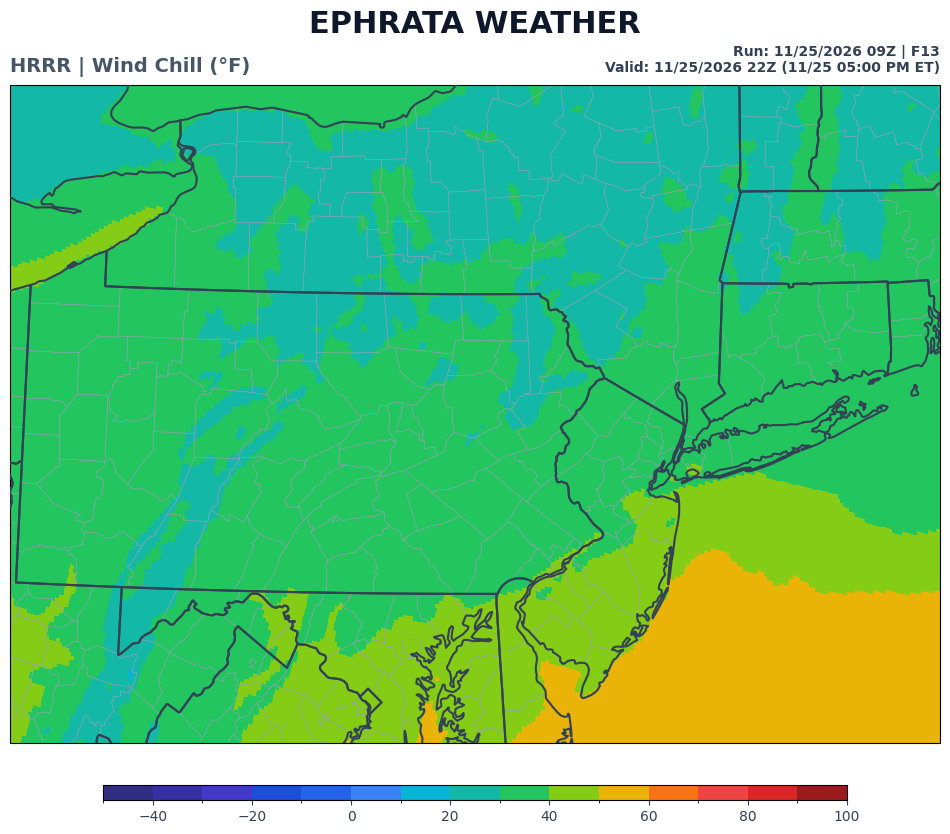 EPHRATA WEATHER
HRRR | Wind Chill (°F)
Run: 11/25/2026 09Z | F13
Valid: 11/25/2026 22Z (11/25 05:00 PM ET)
−40 −20 0 20 40 60 80 100